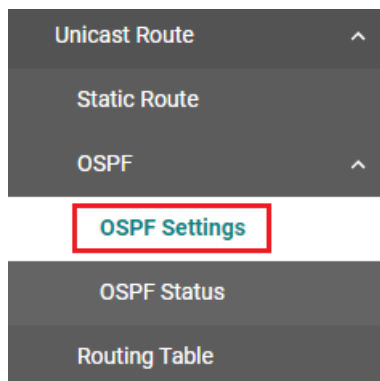 Unicast Route
Static Route
OSPF
OSPF Settings
OSPF Status
Routing Table